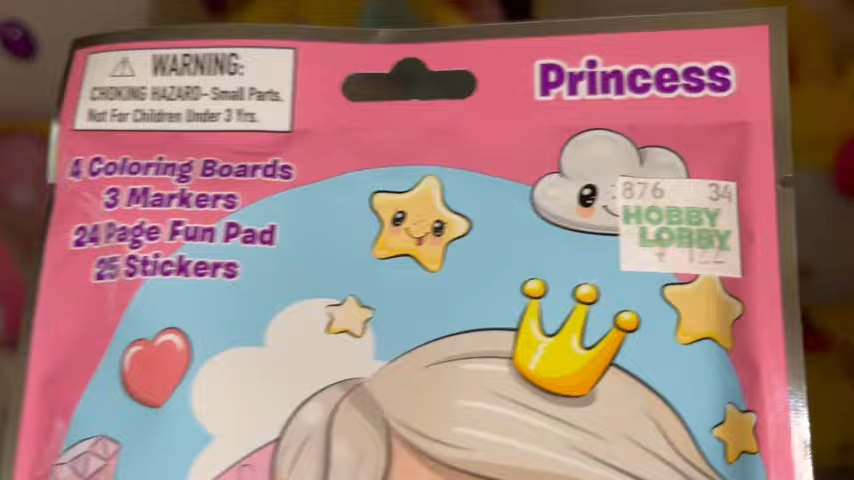 WARNING:
CHOKING HAZARD-Small Parts.
Not For Children Under 3 Yrs.
Princess
4 Coloring Boards
3 Markers
24 Page Fun Pad
25 Stickers
876 34
HOBBY
LOBBY